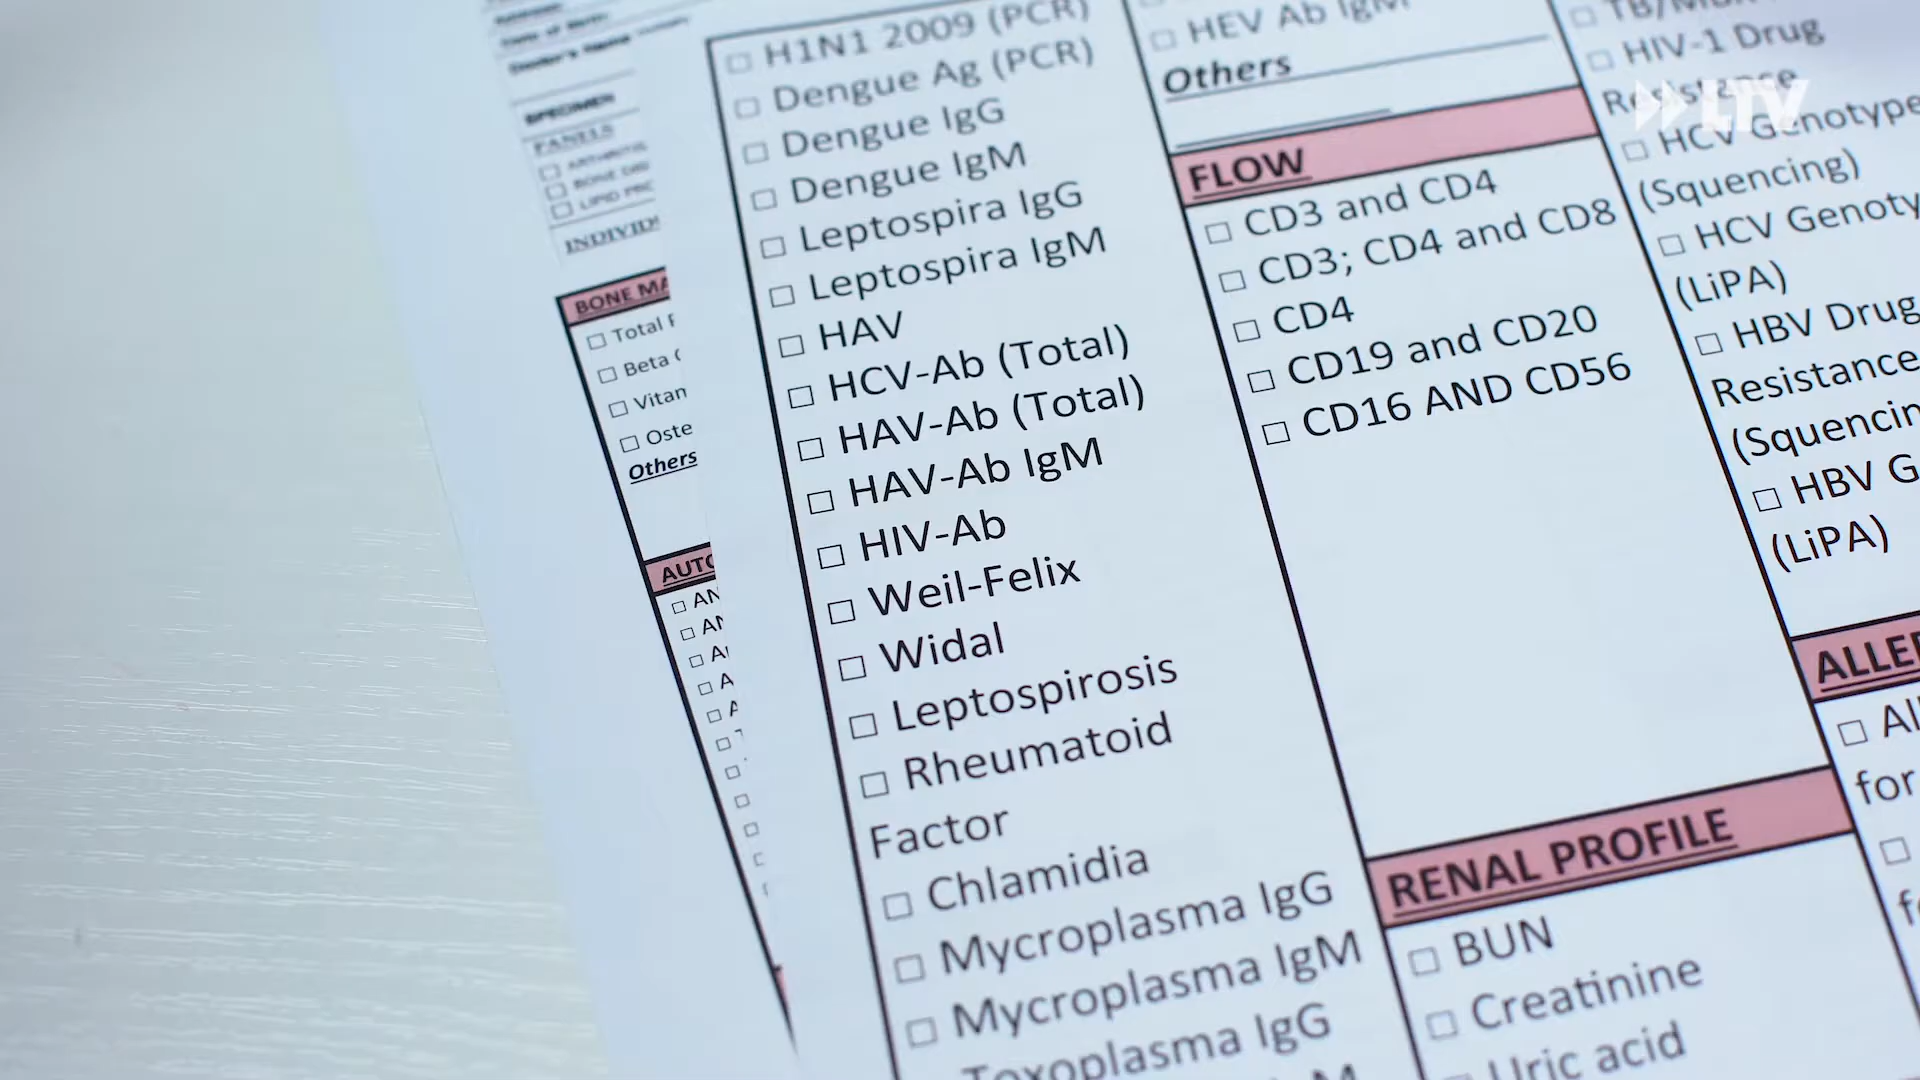 SPECIMEN
PANELS
BONE MA
Total
Beta
Vitan
Oste
Others
AUTO
H1N1 2009 (PCR)
Dengue Ag (PCR)
Dengue IgG
Dengue IgM
Leptospira IgG
Leptospira IgM
HAV
HCV-Ab (Total)
HAV-Ab (Total)
HAV-Ab IgM
HIV-Ab
Weil-Felix
Widal
Leptospirosis
Rheumatoid
Factor
Chlamidia
Mycroplasma IgG
Mycroplasma IgM
Toxoplasma IgG
HEV Ab IgM
Others
FLOW
CD3 and CD4
CD3; CD4 and CD8
CD4
CD19 and CD20
CD16 AND CD56
RENAL PROFILE
BUN
Creatinine
Uric acid
HIV-1 Drug
Resistance
HCV Genotype
(Squencing)
HCV Genoty
(LiPA)
HBV Drug
Resistance
(Squencin
HBV G
(LiPA)
ALLE
All
for
LTV